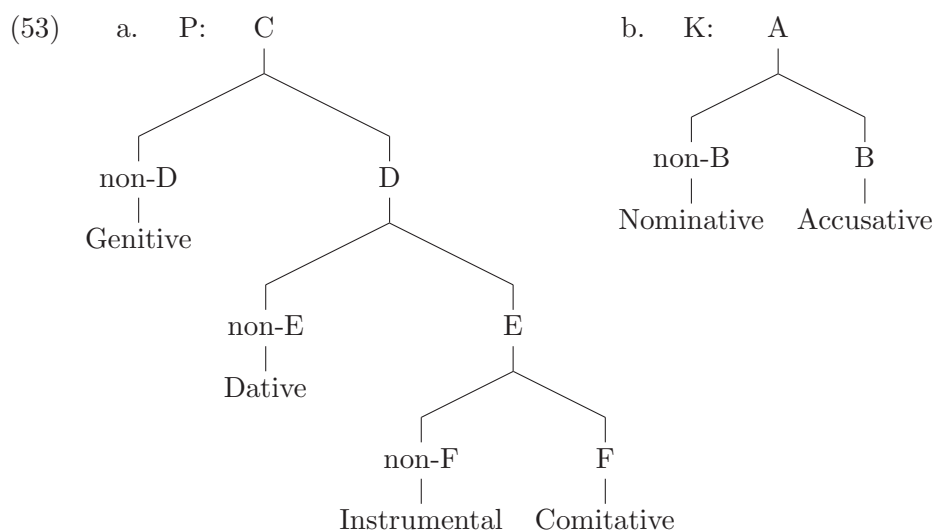 (53) a. P: C b. K: A
non-D D non-B B
Genitive Nominative Accusative
non-E E
Dative
non-F F
Instrumental Comitative